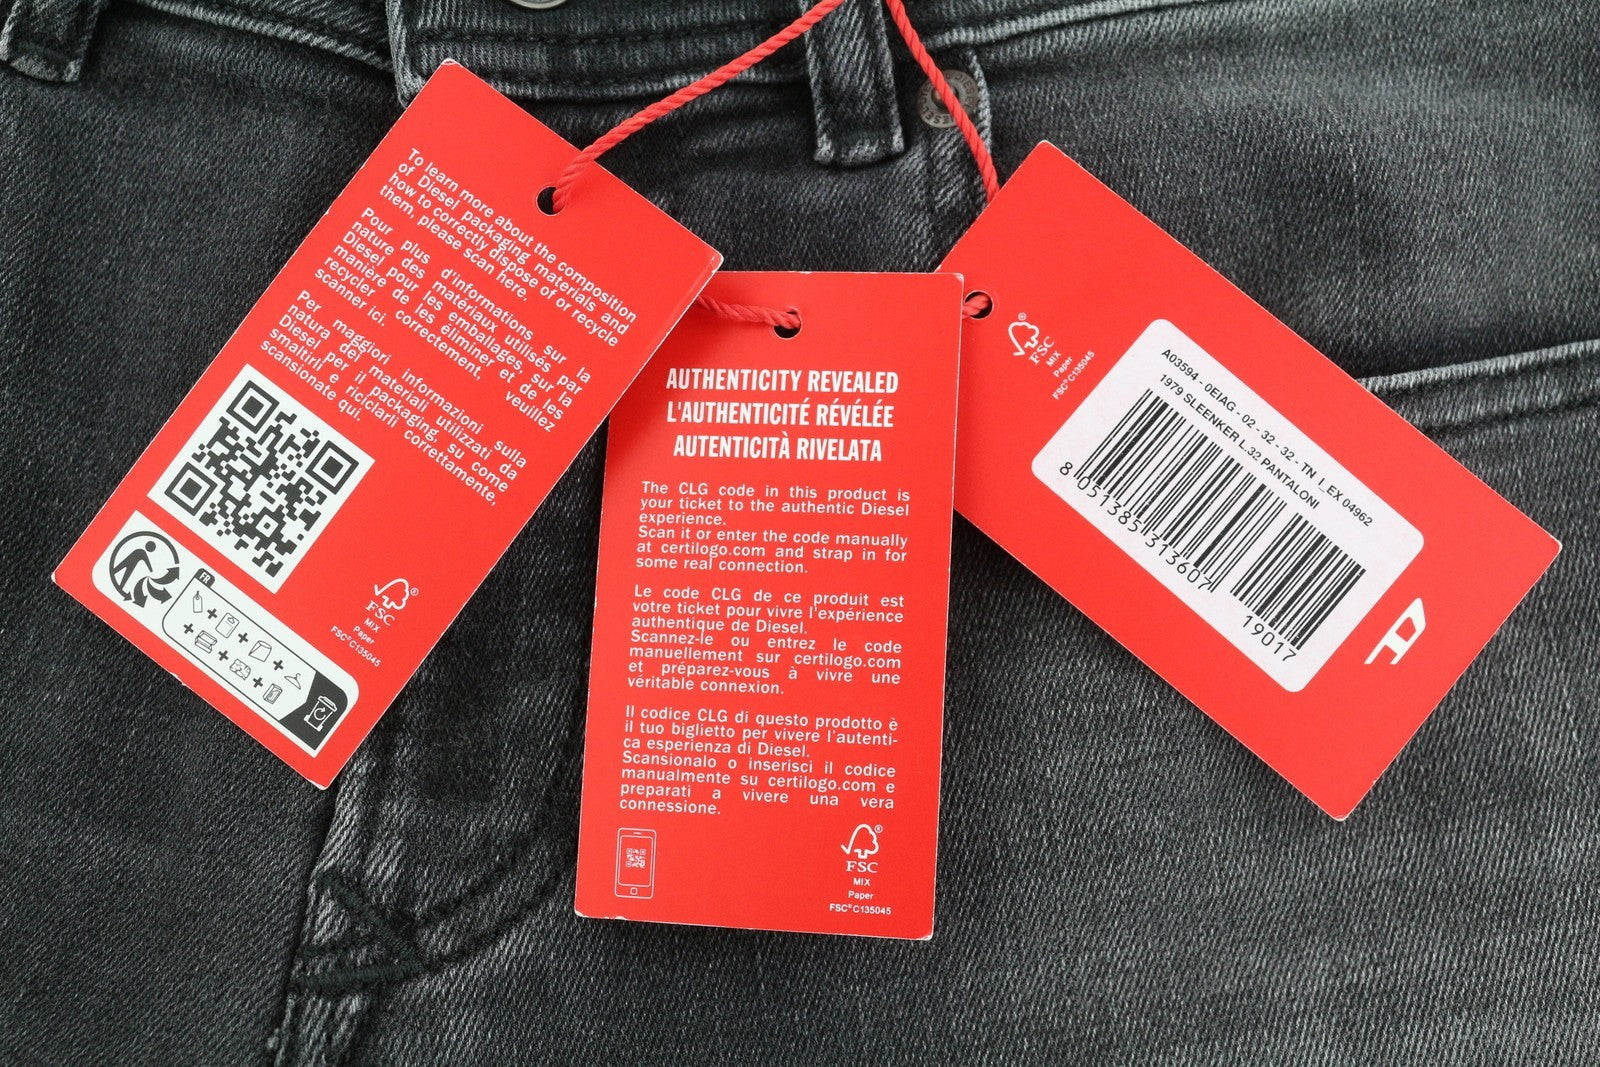 To learn more about the composition
of Diesel packaging materials and
how to correctly dispose of or recycle
them, please scan here.
Pour plus d'informations sur la
nature des matériaux utilisés par
Diesel pour les emballages, sur la
manière de les éliminer et de les
recycler correctement, veuillez
scanner ici.
Per maggiori informazioni sulla
natura dei materiali utilizzati da
Diesel per il packaging, su come
smaltirli e riciclarli correttamente,
scansionate qui.
FR
FSC®
MIX
Paper
FSC® C135045
AUTHENTICITY REVEALED
L'AUTHENTICITÉ RÉVÉLÉE
AUTENTICITÀ RIVELATA
The CLG code in this product is
your ticket to the authentic Diesel
experience.
Scan it or enter the code manually
at certilogo.com and strap in for
some real connection.
Le code CLG de ce produit est
votre ticket pour vivre l'expérience
authentique de Diesel.
Scannez-le ou entrez le code
manuellement sur certilogo.com
et préparez-vous à vivre une
véritable connexion.
Il codice CLG di questo prodotto è
il tuo biglietto per vivere l'autenti-
ca esperienza di Diesel.
Scansionalo o inserisci il codice
manualmente su certilogo.com e
preparati a vivere una vera
connessione.
FSC®
MIX
Paper
FSC® C135045
FSC®
MIX
Paper
FSC® C135045
A03594 - 0EIAG - 02 - 32 - 32 - TN I_EX 04962
1979 SLEENKER L.32 PANTALONI
8 051385 313607
19017
D